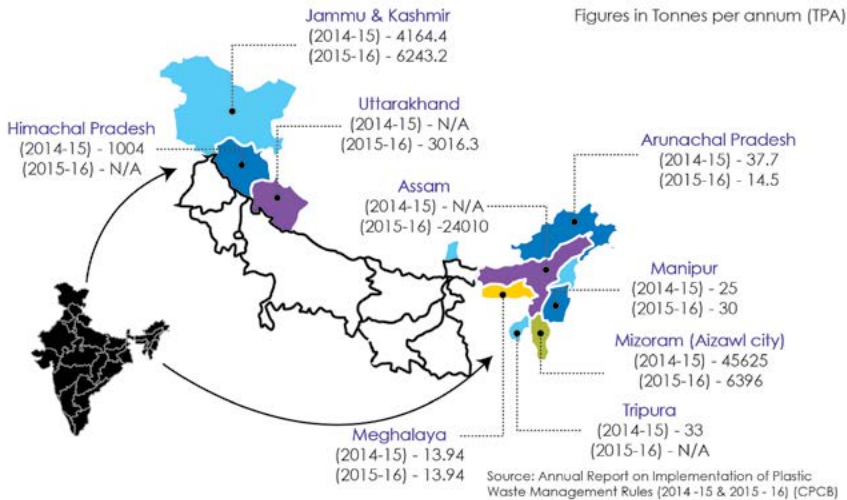 Figures in Tonnes per annum (TPA)
Jammu & Kashmir
(2014-15) - 4164.4
(2015-16) - 6243.2
Uttarakhand
(2014-15) - N/A
(2015-16) - 3016.3
Himachal Pradesh
(2014-15) - 1004
(2015-16) - N/A
Arunachal Pradesh
(2014-15) - 37.7
(2015-16) - 14.5
Assam
(2014-15) - N/A
(2015-16) -24010
Manipur
(2014-15) - 25
(2015-16) - 30
Mizoram (Aizawl city)
(2014-15) - 45625
(2015-16) - 6396
Tripura
(2014-15) - 33
(2015-16) - N/A
Meghalaya
(2014-15) - 13.94
(2015-16) - 13.94
Source: Annual Report on Implementation of Plastic
Waste Management Rules (2014 -15 & 2015 - 16) (CPCB)